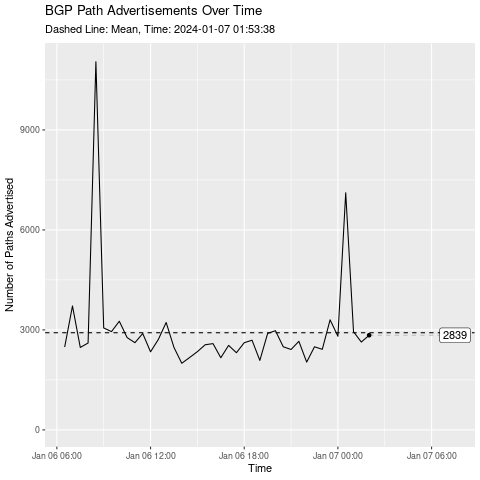 BGP Path Advertisements Over Time
Dashed Line: Mean, Time: 2024-01-07 01:53:38
Number of Paths Advertised
9000
6000
3000
0
2839
Jan 06 06:00
Jan 06 12:00
Jan 06 18:00
Jan 07 00:00
Jan 07 06:00
Time